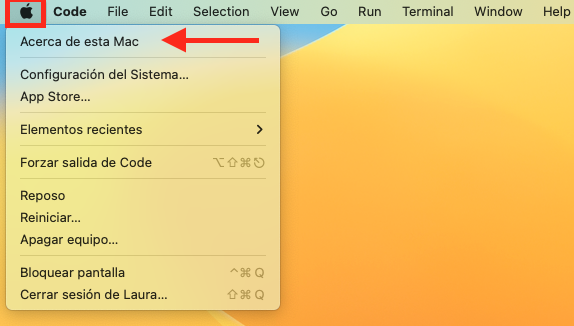 Code File Edit Selection View Go Run Terminal Window Help
Acerca de esta Mac
Configuración del Sistema...
App Store...
Elementos recientes
Forzar salida de Code ⌥⇧⌘⎋
Reposo
Reiniciar...
Apagar equipo...
Bloquear pantalla ^⌘Q
Cerrar sesión de Laura... ⇧⌘Q